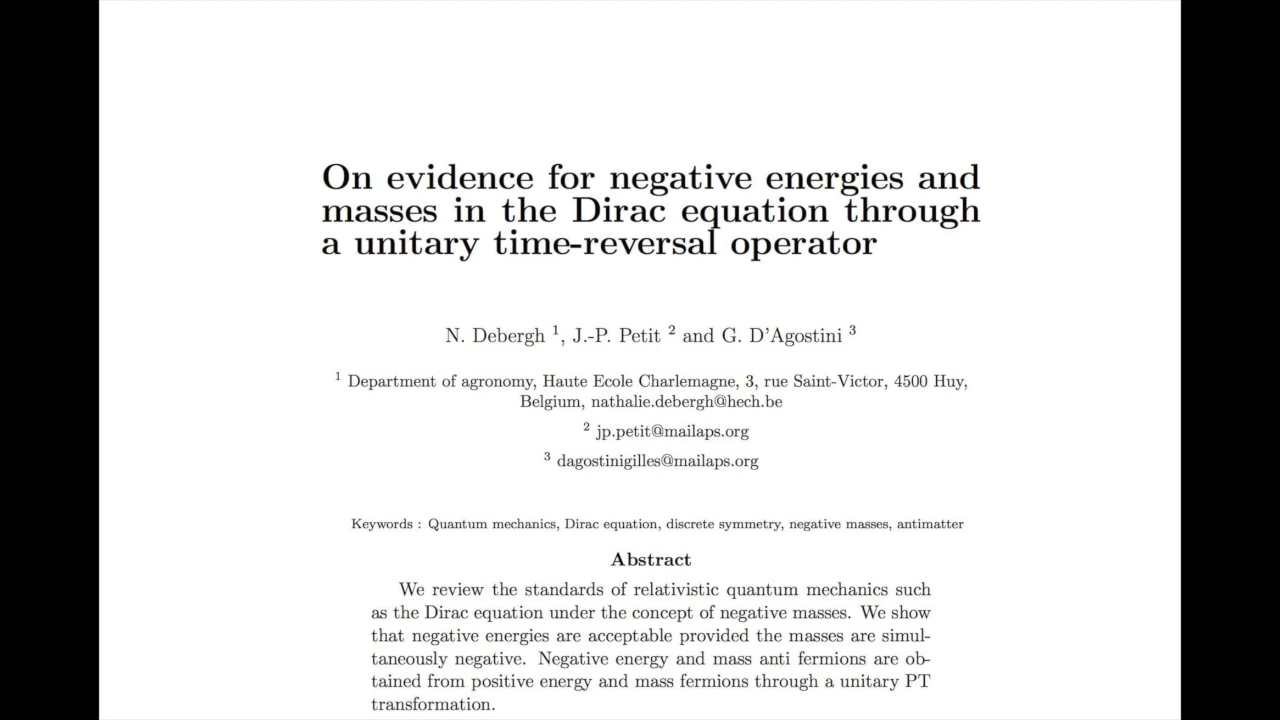 On evidence for negative energies and
masses in the Dirac equation through
a unitary time-reversal operator
N. Debergh ¹, J.-P. Petit ² and G. D'Agostini ³
¹ Department of agronomy, Haute Ecole Charlemagne, 3, rue Saint-Victor, 4500 Huy,
Belgium, nathalie.debergh@hech.be
² jp.petit@mailaps.org
³ dagostinigilles@mailaps.org
Keywords : Quantum mechanics, Dirac equation, discrete symmetry, negative masses, antimatter
Abstract
We review the standards of relativistic quantum mechanics such
as the Dirac equation under the concept of negative masses. We show
that negative energies are acceptable provided the masses are simul-
taneously negative. Negative energy and mass anti fermions are ob-
tained from positive energy and mass fermions through a unitary PT
transformation.